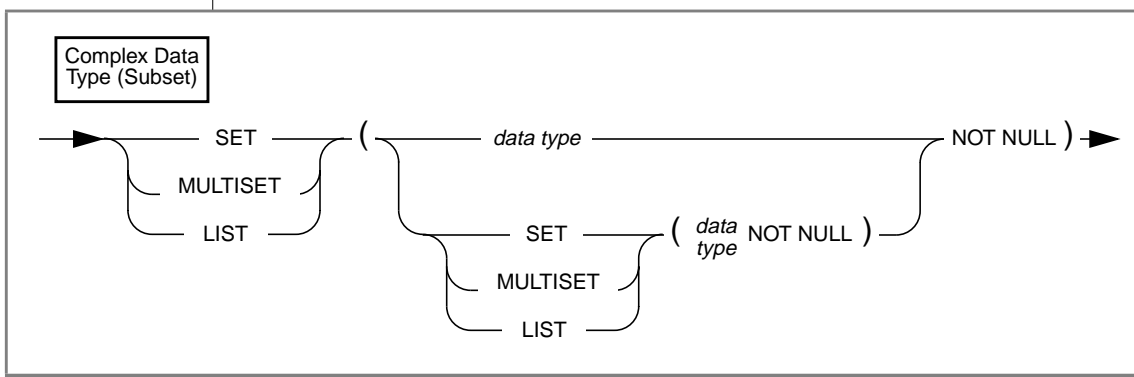 Complex Data
Type (Subset)
SET ( data type NOT NULL )
MULTISET
LIST
SET ( data type NOT NULL )
MULTISET
LIST